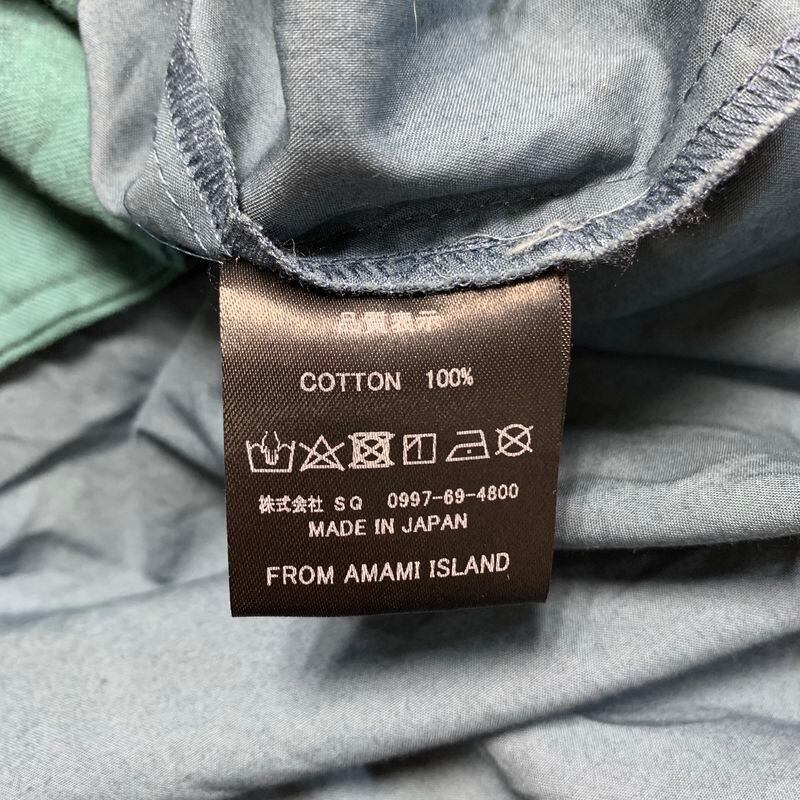 品質表示
COTTON 100%
株式会社 SQ 0997-69-4800
MADE IN JAPAN
FROM AMAMI ISLAND